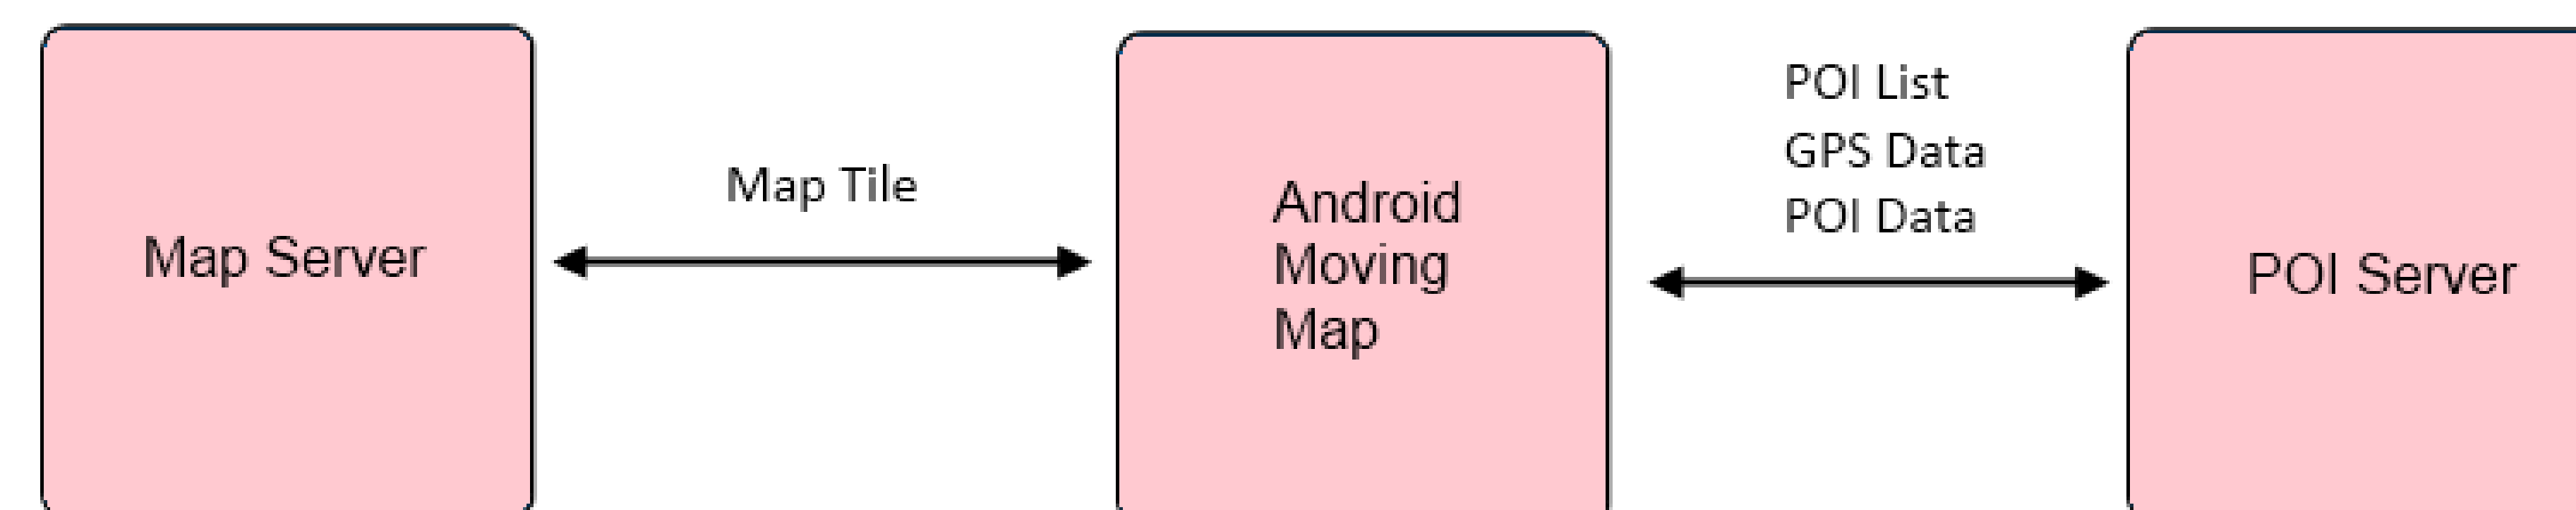 Map Server
Map Tile
Android
Moving
Map
POI List
GPS Data
POI Data
POI Server